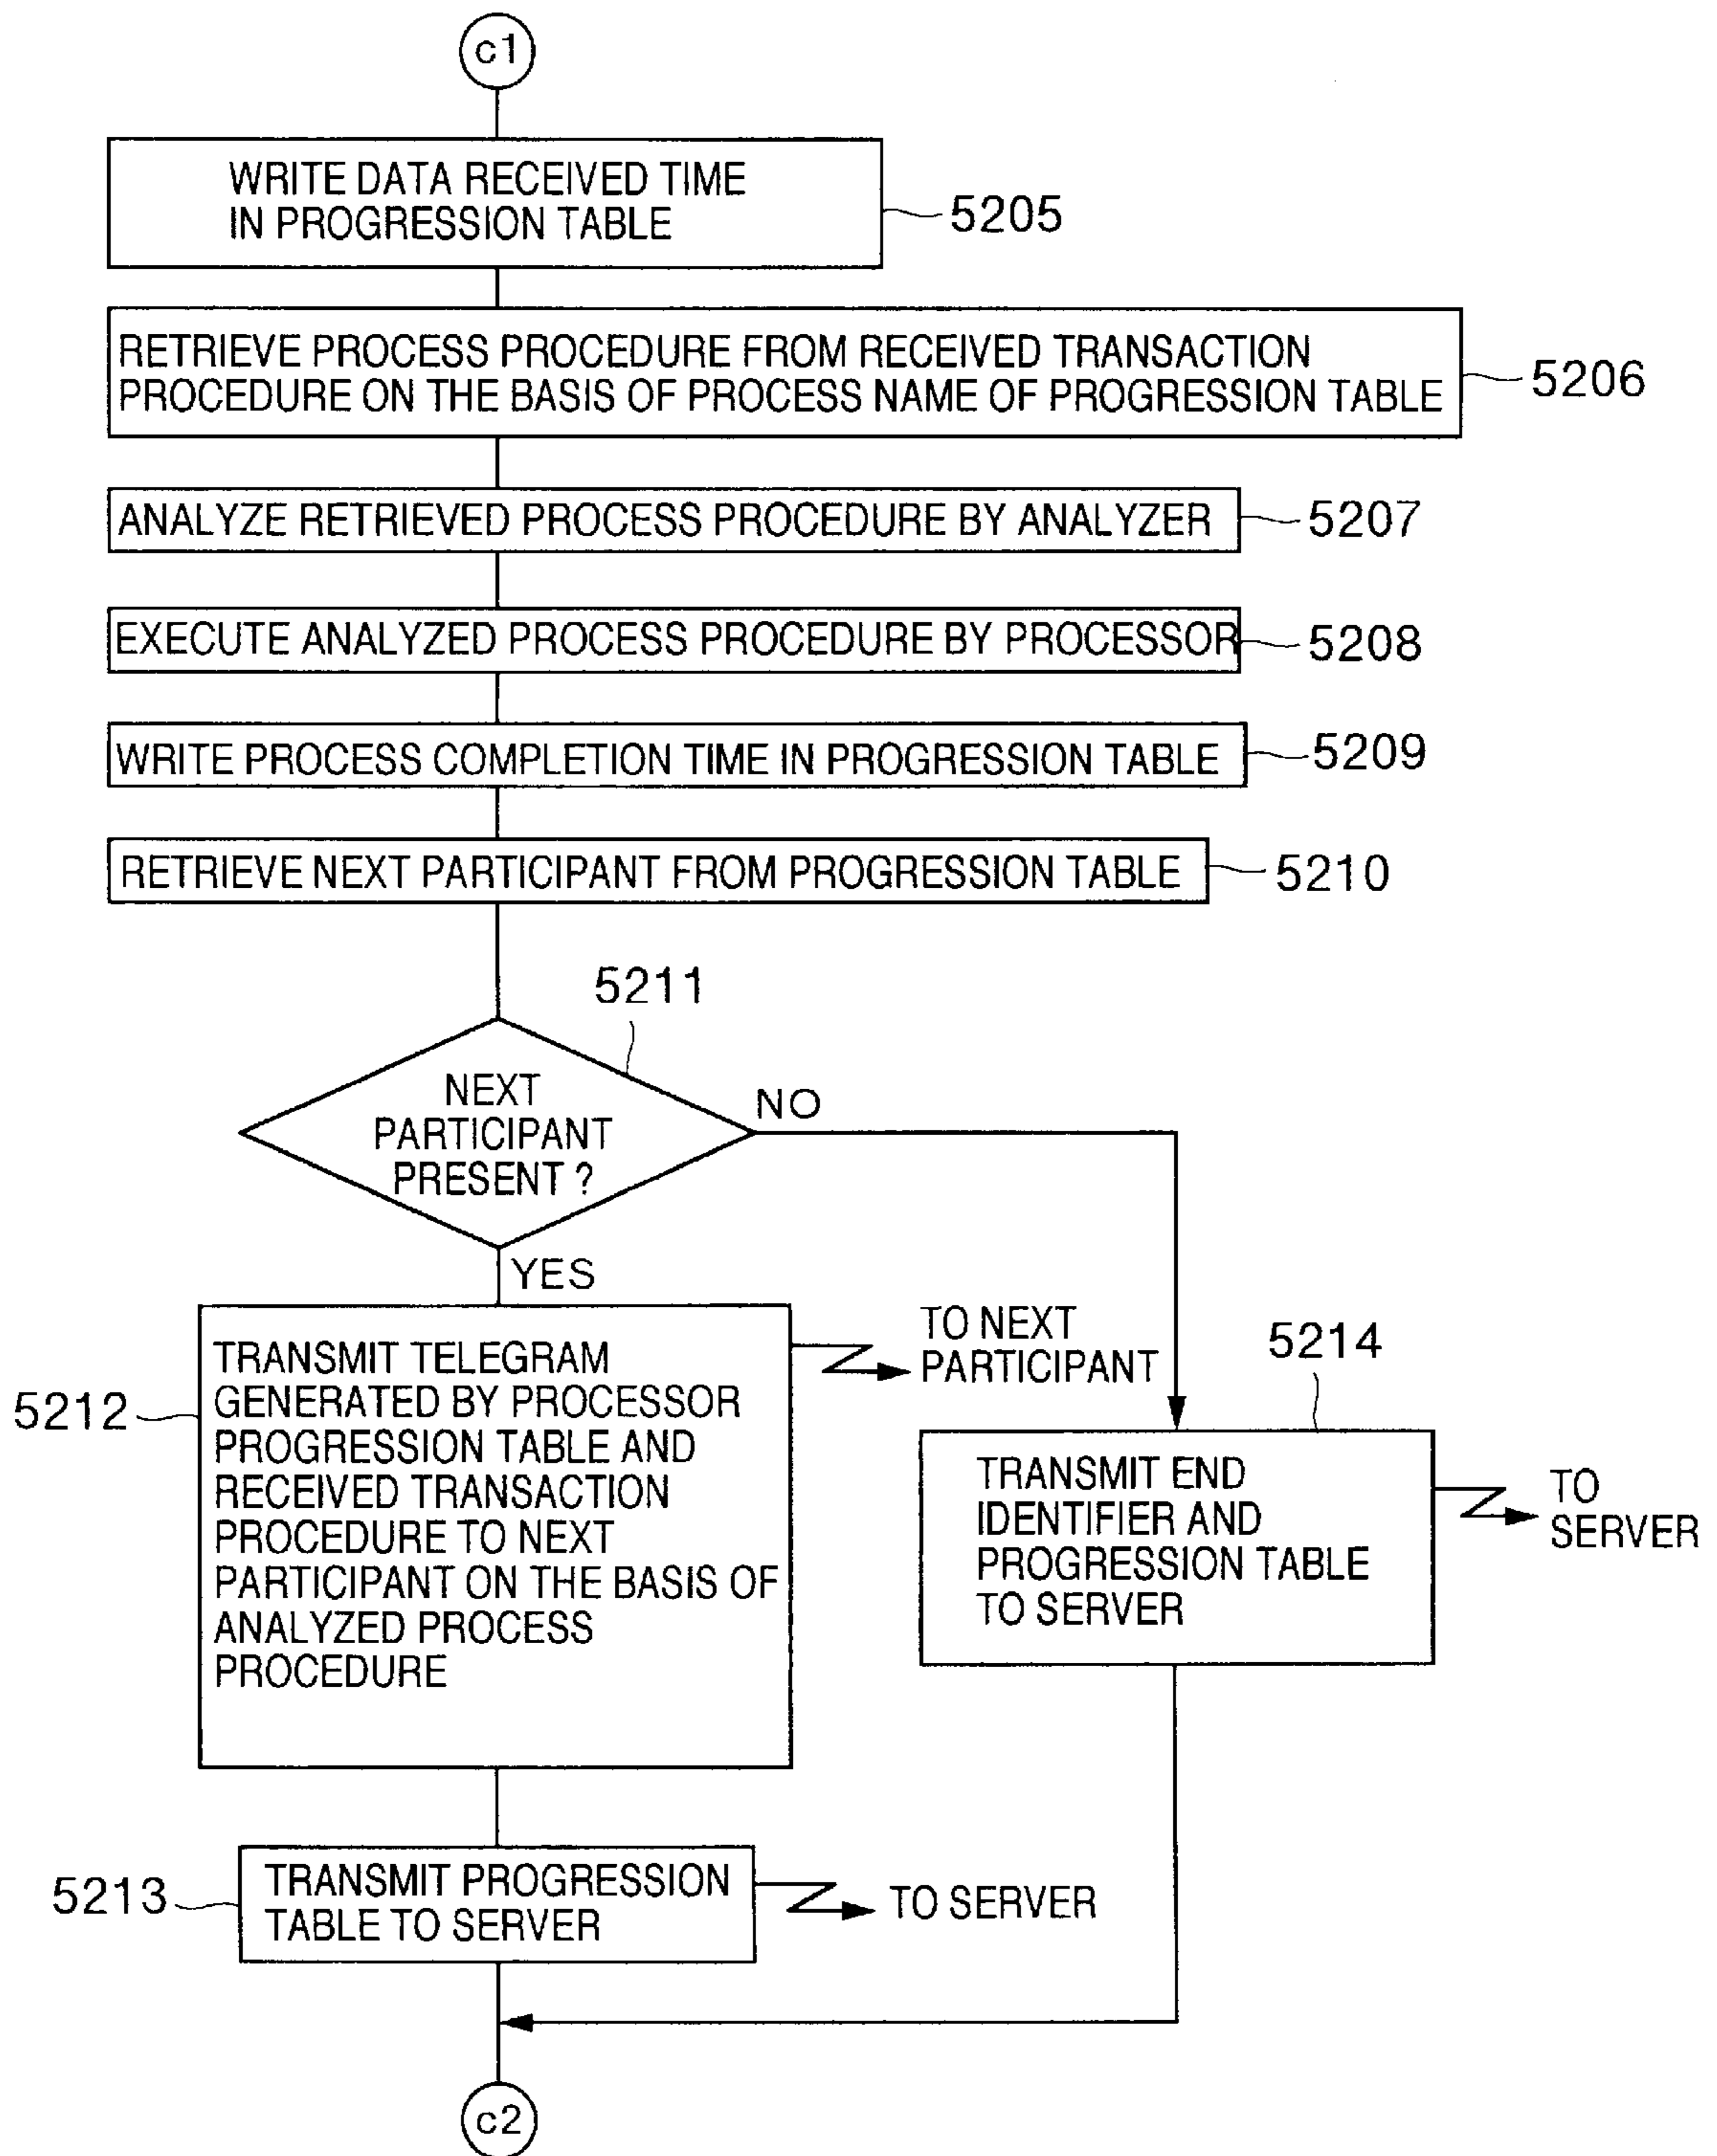 c1
WRITE DATA RECEIVED TIME
IN PROGRESSION TABLE
5205
RETRIEVE PROCESS PROCEDURE FROM RECEIVED TRANSACTION
PROCEDURE ON THE BASIS OF PROCESS NAME OF PROGRESSION TABLE
5206
ANALYZE RETRIEVED PROCESS PROCEDURE BY ANALYZER
5207
EXECUTE ANALYZED PROCESS PROCEDURE BY PROCESSOR
5208
WRITE PROCESS COMPLETION TIME IN PROGRESSION TABLE
5209
RETRIEVE NEXT PARTICIPANT FROM PROGRESSION TABLE
5210
5211
NEXT
PARTICIPANT
PRESENT ?
NO
YES
5212
TRANSMIT TELEGRAM
GENERATED BY PROCESSOR
PROGRESSION TABLE AND
RECEIVED TRANSACTION
PROCEDURE TO NEXT
PARTICIPANT ON THE BASIS OF
ANALYZED PROCESS
PROCEDURE
TO NEXT
PARTICIPANT
5214
TRANSMIT END
IDENTIFIER AND
PROGRESSION TABLE
TO SERVER
TO
SERVER
5213
TRANSMIT PROGRESSION
TABLE TO SERVER
TO SERVER
c2